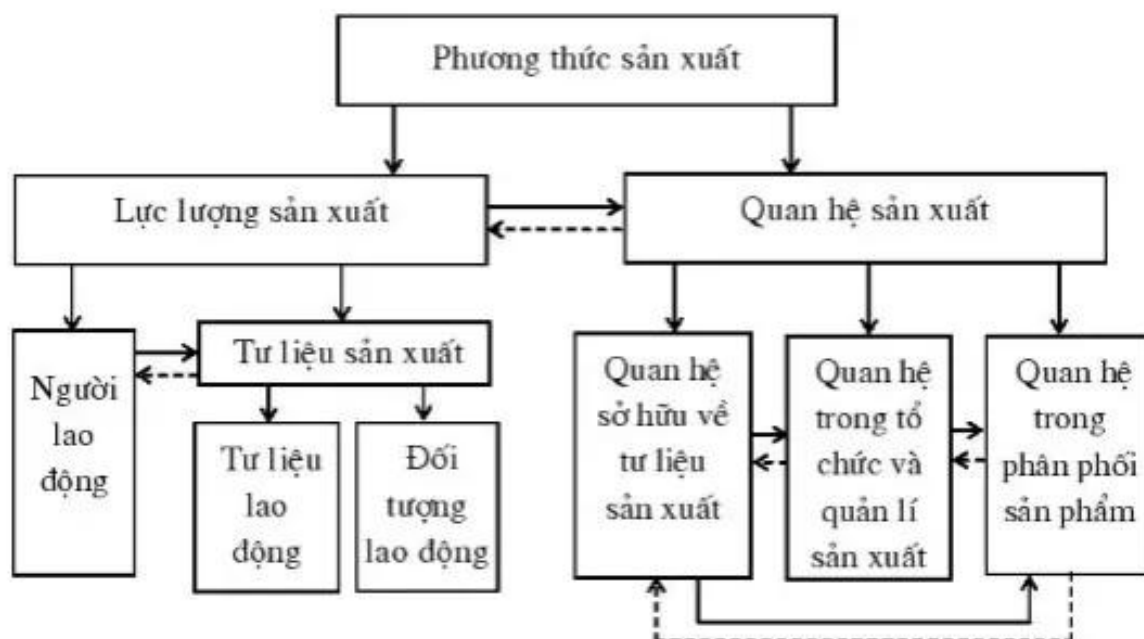 Phương thức sản xuất
Lực lượng sản xuất
Quan hệ sản xuất
Người
lao
động
Tư liệu sản xuất
Tư liệu
lao
động
Đối
tượng
lao động
Quan hệ
sở hữu về
tư liệu
sản xuất
Quan hệ
trong tổ
chức và
quản lí
sản xuất
Quan hệ
trong
phân phối
sản phẩm